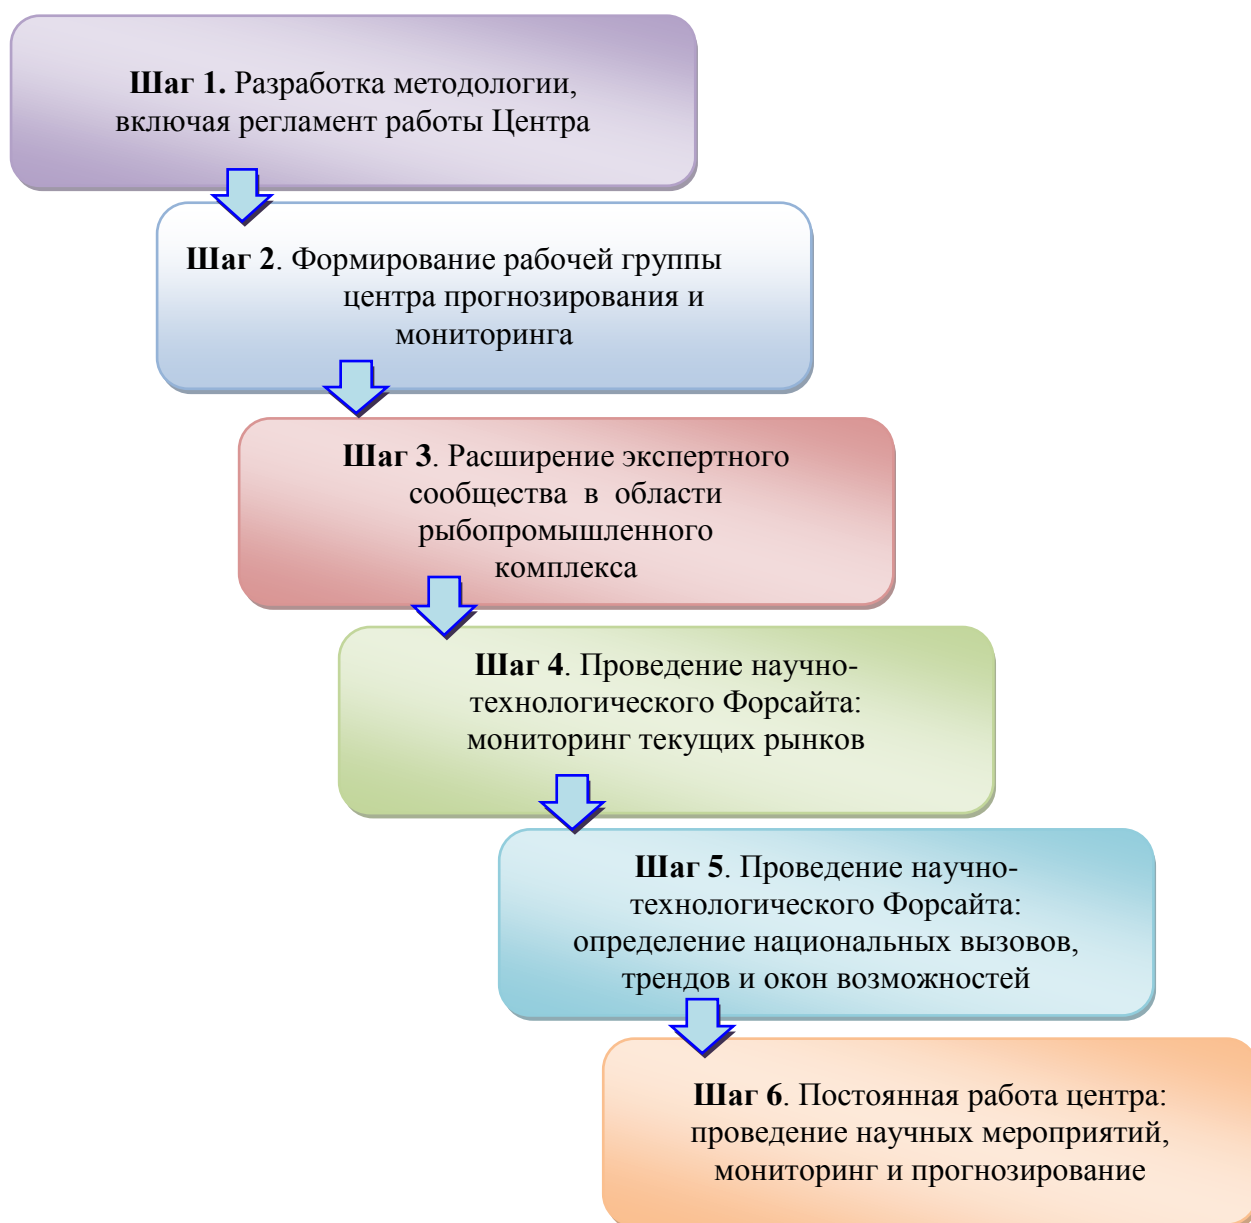 Шаг 1. Разработка методологии,
включая регламент работы Центра
Шаг 2. Формирование рабочей группы
центра прогнозирования и
мониторинга
Шаг 3. Расширение экспертного
сообщества в области
рыбопромышленного
комплекса
Шаг 4. Проведение научно-
технологического Форсайта:
мониторинг текущих рынков
Шаг 5. Проведение научно-
технологического Форсайта:
определение национальных вызовов,
трендов и окон возможностей
Шаг 6. Постоянная работа центра:
проведение научных мероприятий,
мониторинг и прогнозирование